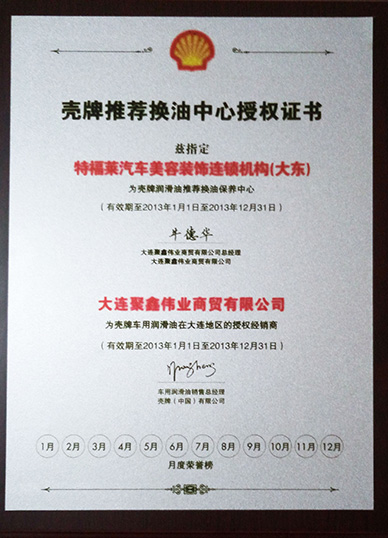 壳牌推荐换油中心授权证书
兹指定
特福莱汽车美容装饰连锁机构(大东)
为壳牌润滑油推荐换油保养中心
(有效期至2013年1月1日至2013年12月31日)
牛德华
大连聚鑫伟业商贸有限公司总经理
大连聚鑫伟业商贸有限公司
大连聚鑫伟业商贸有限公司
为壳牌车用润滑油在大连地区的授权经销商
(有效期至2013年1月1日至2013年12月31日)
车用润滑油销售总经理
壳牌(中国)有限公司
1月 2月 3月 4月 5月 6月 7月 8月 9月 10月 11月 12月
月度荣誉榜